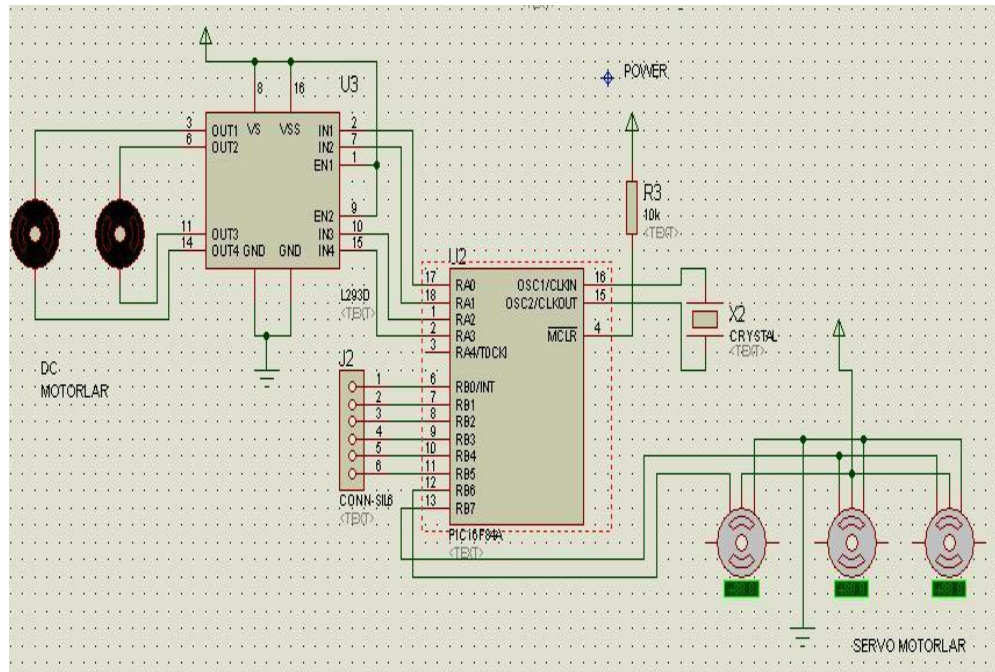 <TEXT>
POWER
U3
8 16
VS VSS
3 OUT1 IN1 2
6 OUT2 IN2 7
EN1 1
EN2 9
11 OUT3 IN3 10
14 OUT4 GND GND IN4 15
L293D
<TEXT>
R3
10k
<TEXT>
U2
17 RA0 OSC1/CLKIN 16
18 RA1 OSC2/CLKOUT 15
1 RA2
2 RA3 MCLR 4
3 RA4/T0CKI
6 RB0/INT
7 RB1
8 RB2
9 RB3
10 RB4
11 RB5
12 RB6
13 RB7
PIC16F84A
<TEXT>
X2
CRYSTAL
<TEXT>
DC
MOTORLAR
J2
1
2
3
4
5
6
CONN-SIL6
<TEXT>
SERVO MOTORLAR